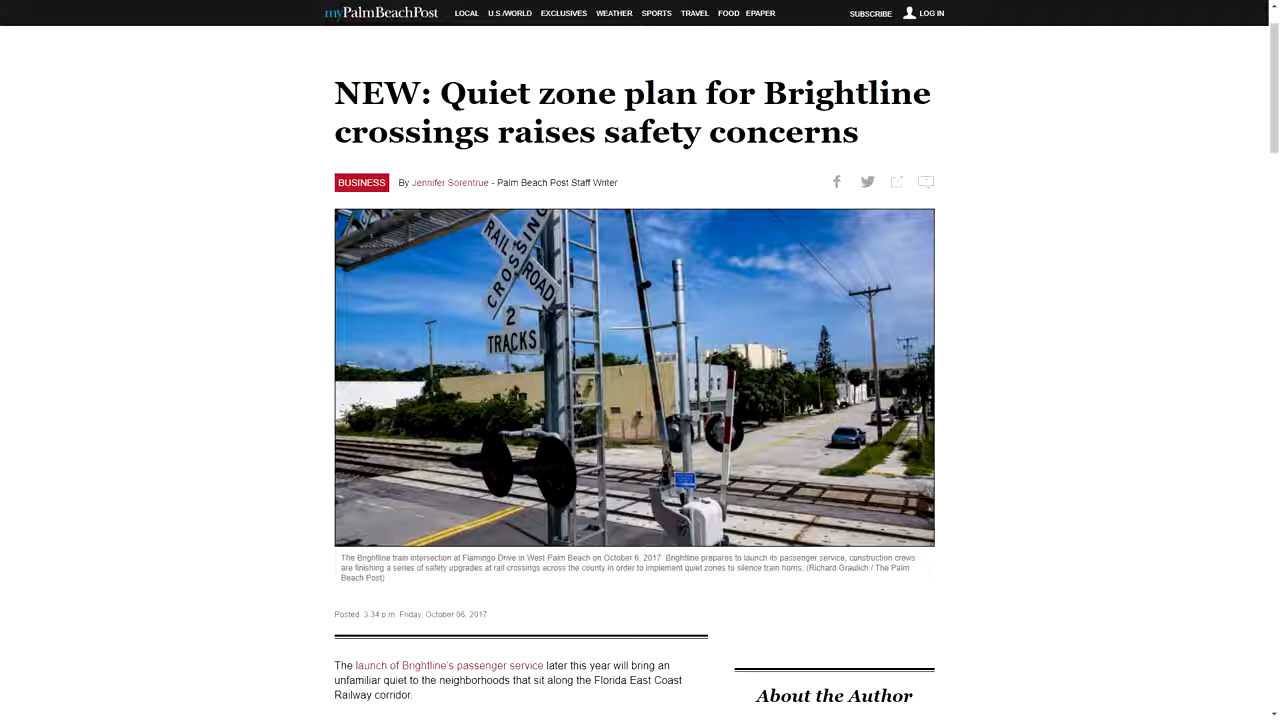 myPalmBeachPost LOCAL U.S./WORLD EXCLUSIVES WEATHER SPORTS TRAVEL FOOD EPAPER SUBSCRIBE LOG IN
NEW: Quiet zone plan for Brightline
crossings raises safety concerns
BUSINESS By Jennifer Sorentrue - Palm Beach Post Staff Writer
RAIL ROAD
CROSSING
2
TRACKS
The Brightline train intersection at Flamingo Drive in West Palm Beach on October 6, 2017. Brightline prepares to launch its passenger service, construction crews
are finishing a series of safety upgrades at rail crossings across the county in order to implement quiet zones to silence train horns. (Richard Graulich / The Palm
Beach Post)
Posted 3:34 p.m. Friday, October 06, 2017
The launch of Brightline's passenger service later this year will bring an
unfamiliar quiet to the neighborhoods that sit along the Florida East Coast
Railway corridor.
About the Author